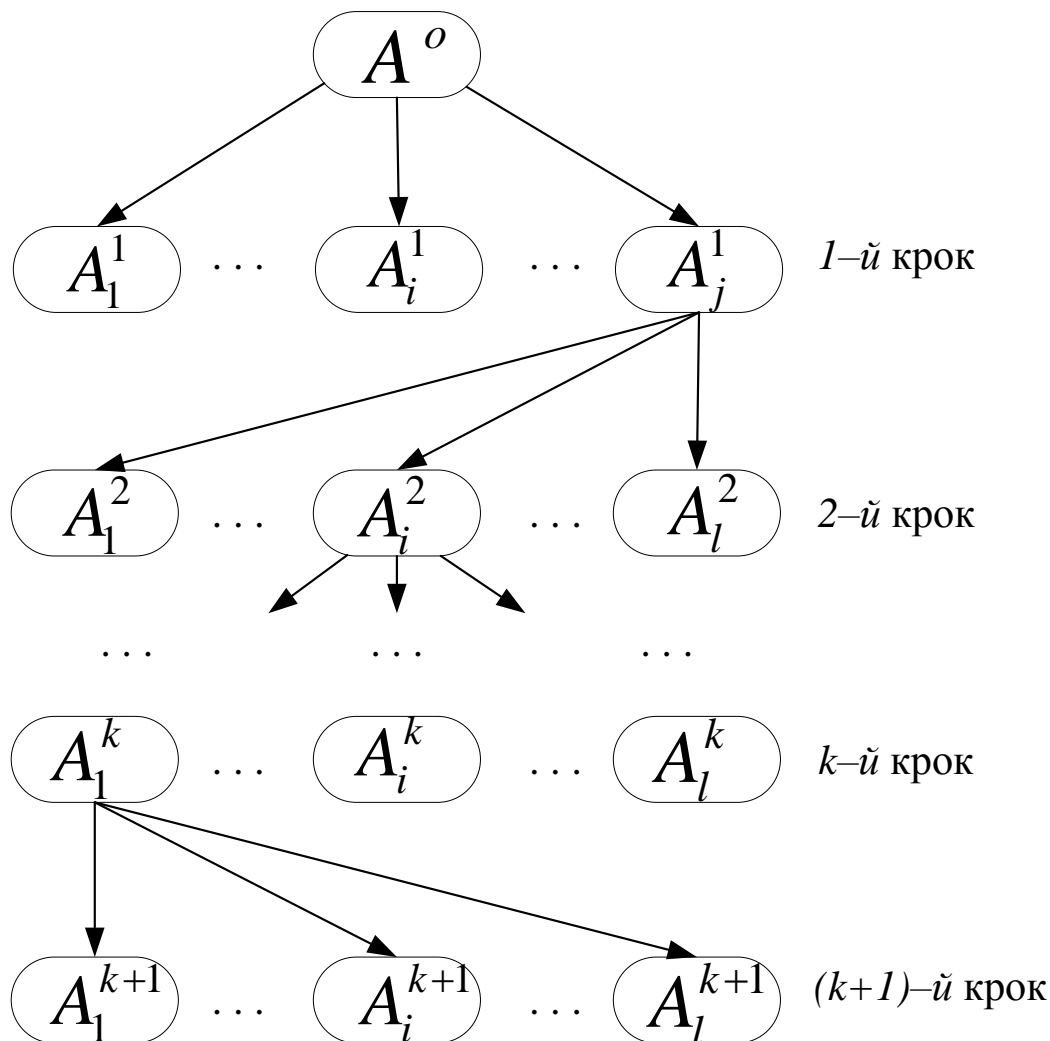 A^o
A_1^1 ... A_i^1 ... A_j^1 1–й крок
A_1^2 ... A_i^2 ... A_l^2 2–й крок
... ... ...
A_1^k ... A_i^k ... A_l^k k–й крок
A_1^{k+1} ... A_i^{k+1} ... A_l^{k+1} (k+1)–й крок